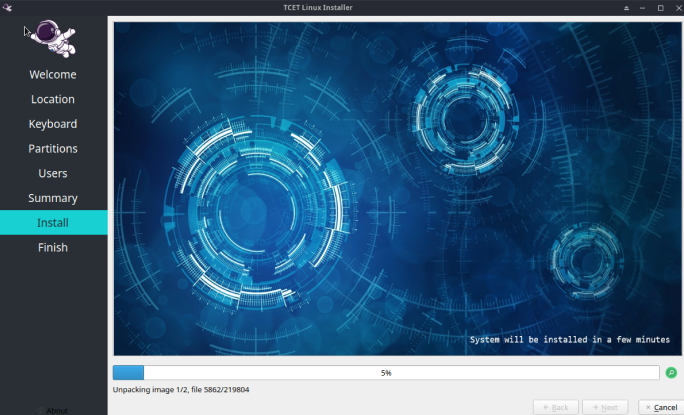 TCET Linux Installer
Welcome
Location
Keyboard
Partitions
Users
Summary
Install
Finish
About
System will be installed in a few minutes
5%
Unpacking image 1/2, file 5862/219804
Back
Next
Cancel